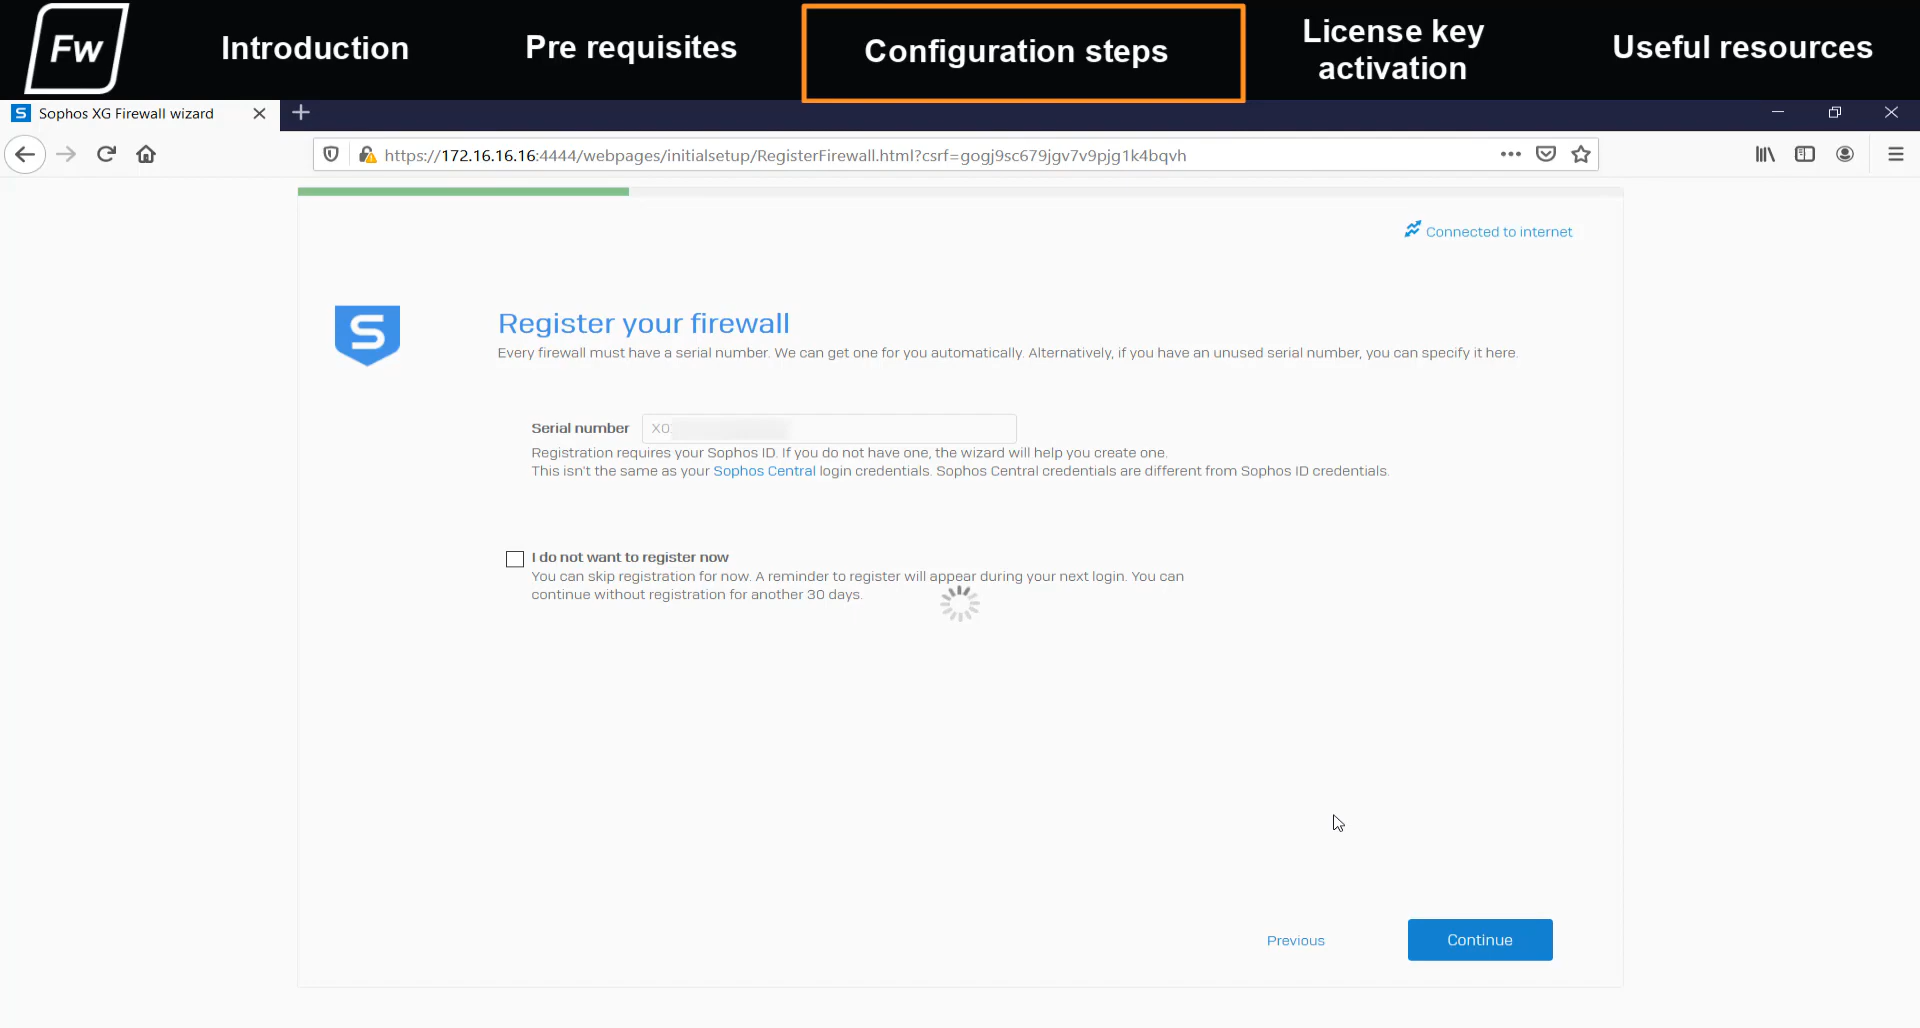 Fw
Introduction
Pre requisites
Configuration steps
License key
activation
Useful resources
S
Sophos XG Firewall wizard
https://172.16.16.16:4444/webpages/initialsetup/RegisterFirewall.html?csrf=gogj9sc679jgv7v9pjg1k4bqvh
Connected to internet
S
Register your firewall
Every firewall must have a serial number. We can get one for you automatically. Alternatively, if you have an unused serial number, you can specify it here.
Serial number
X0
Registration requires your Sophos ID. If you do not have one, the wizard will help you create one.
This isn't the same as your Sophos Central login credentials. Sophos Central credentials are different from Sophos ID credentials.
I do not want to register now
You can skip registration for now. A reminder to register will appear during your next login. You can
continue without registration for another 30 days.
Previous
Continue